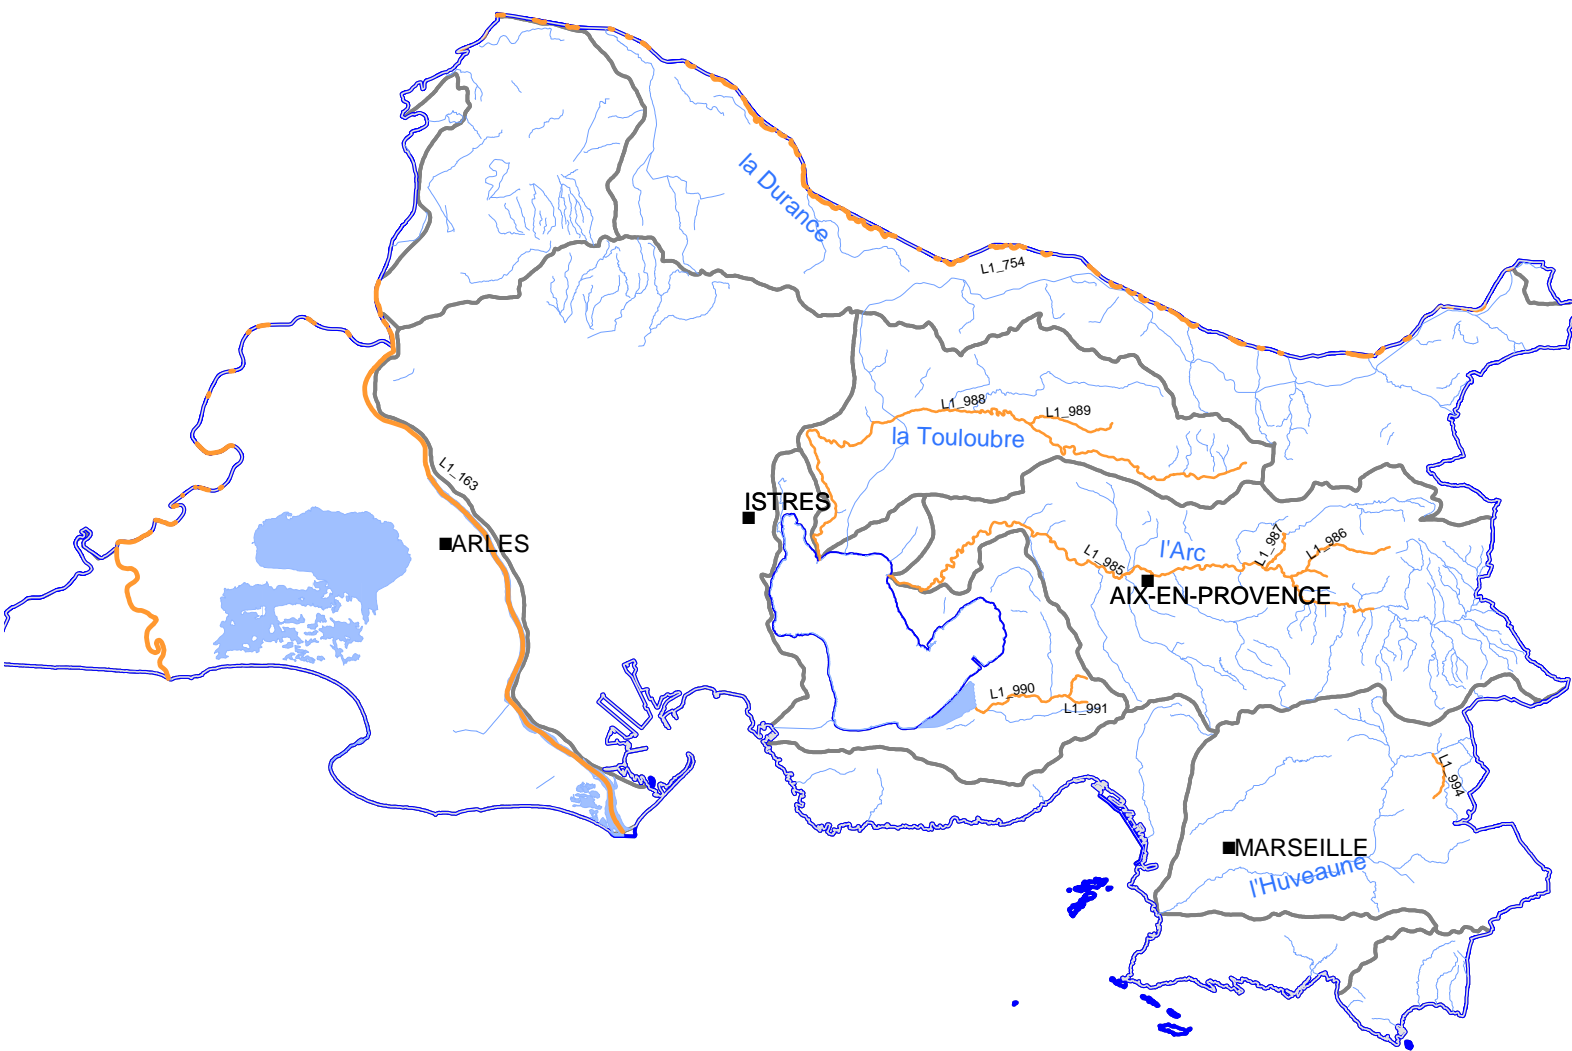 la Durance
L1_754
L1_988
L1_989
la Touloubre
L1_163
ISTRES
ARLES
l'Arc
L1_987
L1_986
L1_985
AIX-EN-PROVENCE
L1_990
L1_991
L1_994
MARSEILLE
l'Huveaune